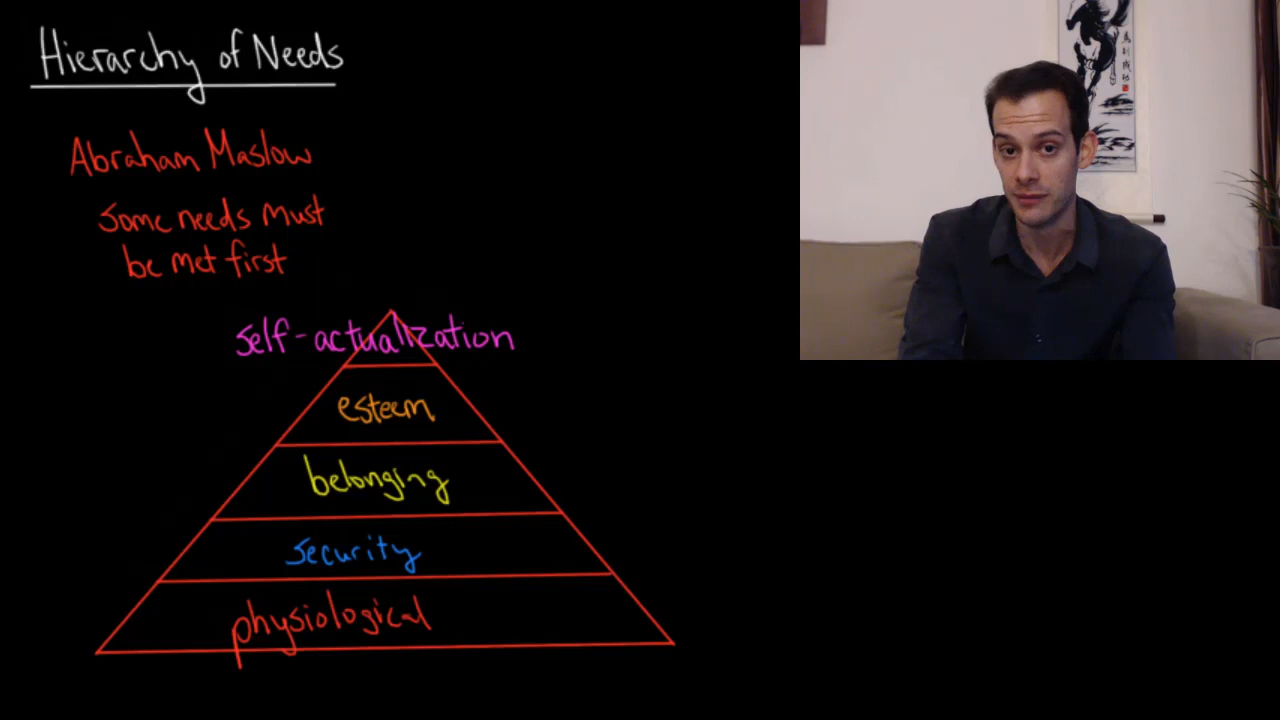 Hierarchy of Needs
Abraham Maslow
some needs must
be met first
self-actualization
esteem
belonging
security
physiological